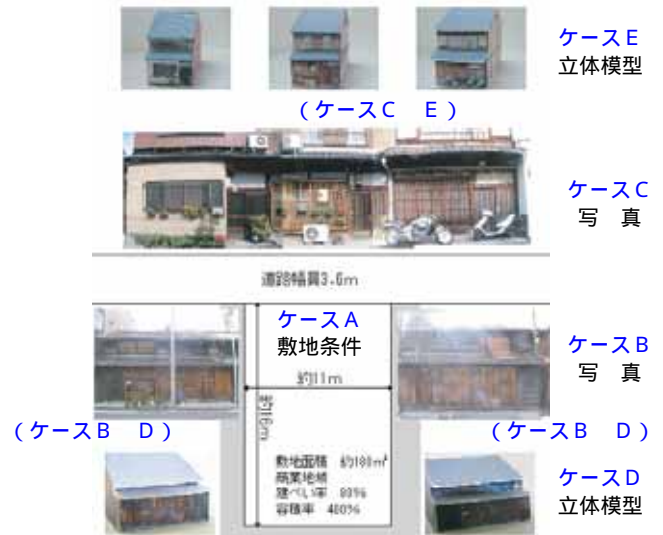 ケースE
立体模型
（ケースC　E）
ケースC
写　真
道路幅員3.6m
ケースA
敷地条件
約11m
約16m
ケースB
写　真
（ケースB　D）
（ケースB　D）
敷地面積　約180㎡
商業地域
建ぺい率　80%
容積率　400%
ケースD
立体模型